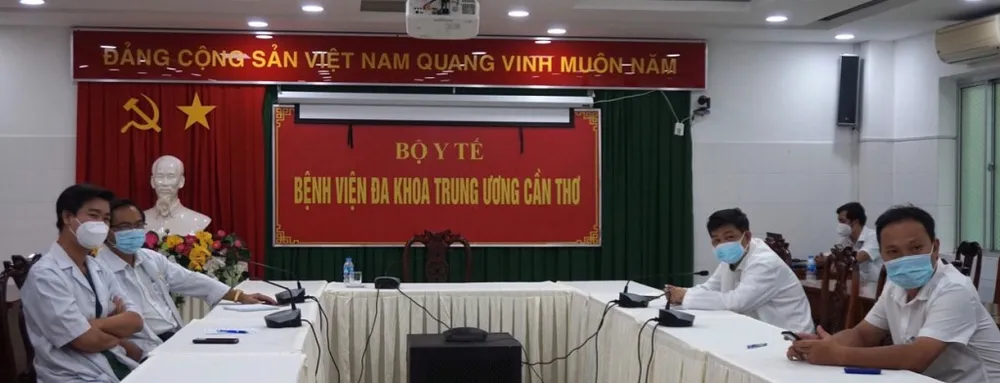 ĐẢNG CỘNG SẢN VIỆT NAM QUANG VINH MUÔN NĂM
BỘ Y TẾ
BỆNH VIỆN ĐA KHOA TRUNG ƯƠNG CẦN THƠ